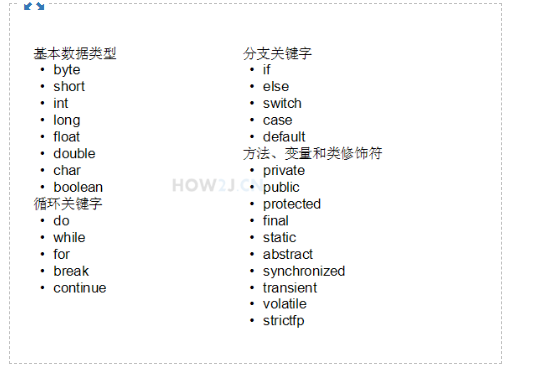 基本数据类型
• byte
• short
• int
• long
• float
• double
• char
• boolean
循环关键字
• do
• while
• for
• break
• continue
分支关键字
• if
• else
• switch
• case
• default
方法、变量和类修饰符
• private
• public
• protected
• final
• static
• abstract
• synchronized
• transient
• volatile
• strictfp
HOW2J.CN